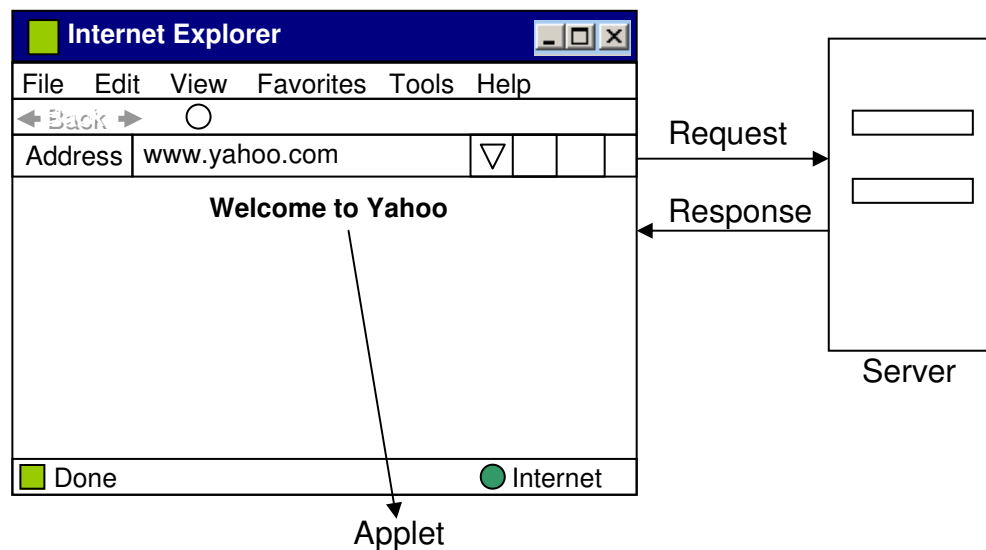 Internet Explorer
File Edit View Favorites Tools Help
Back
Address www.yahoo.com
Request
Welcome to Yahoo
Response
Server
Done Internet
Applet